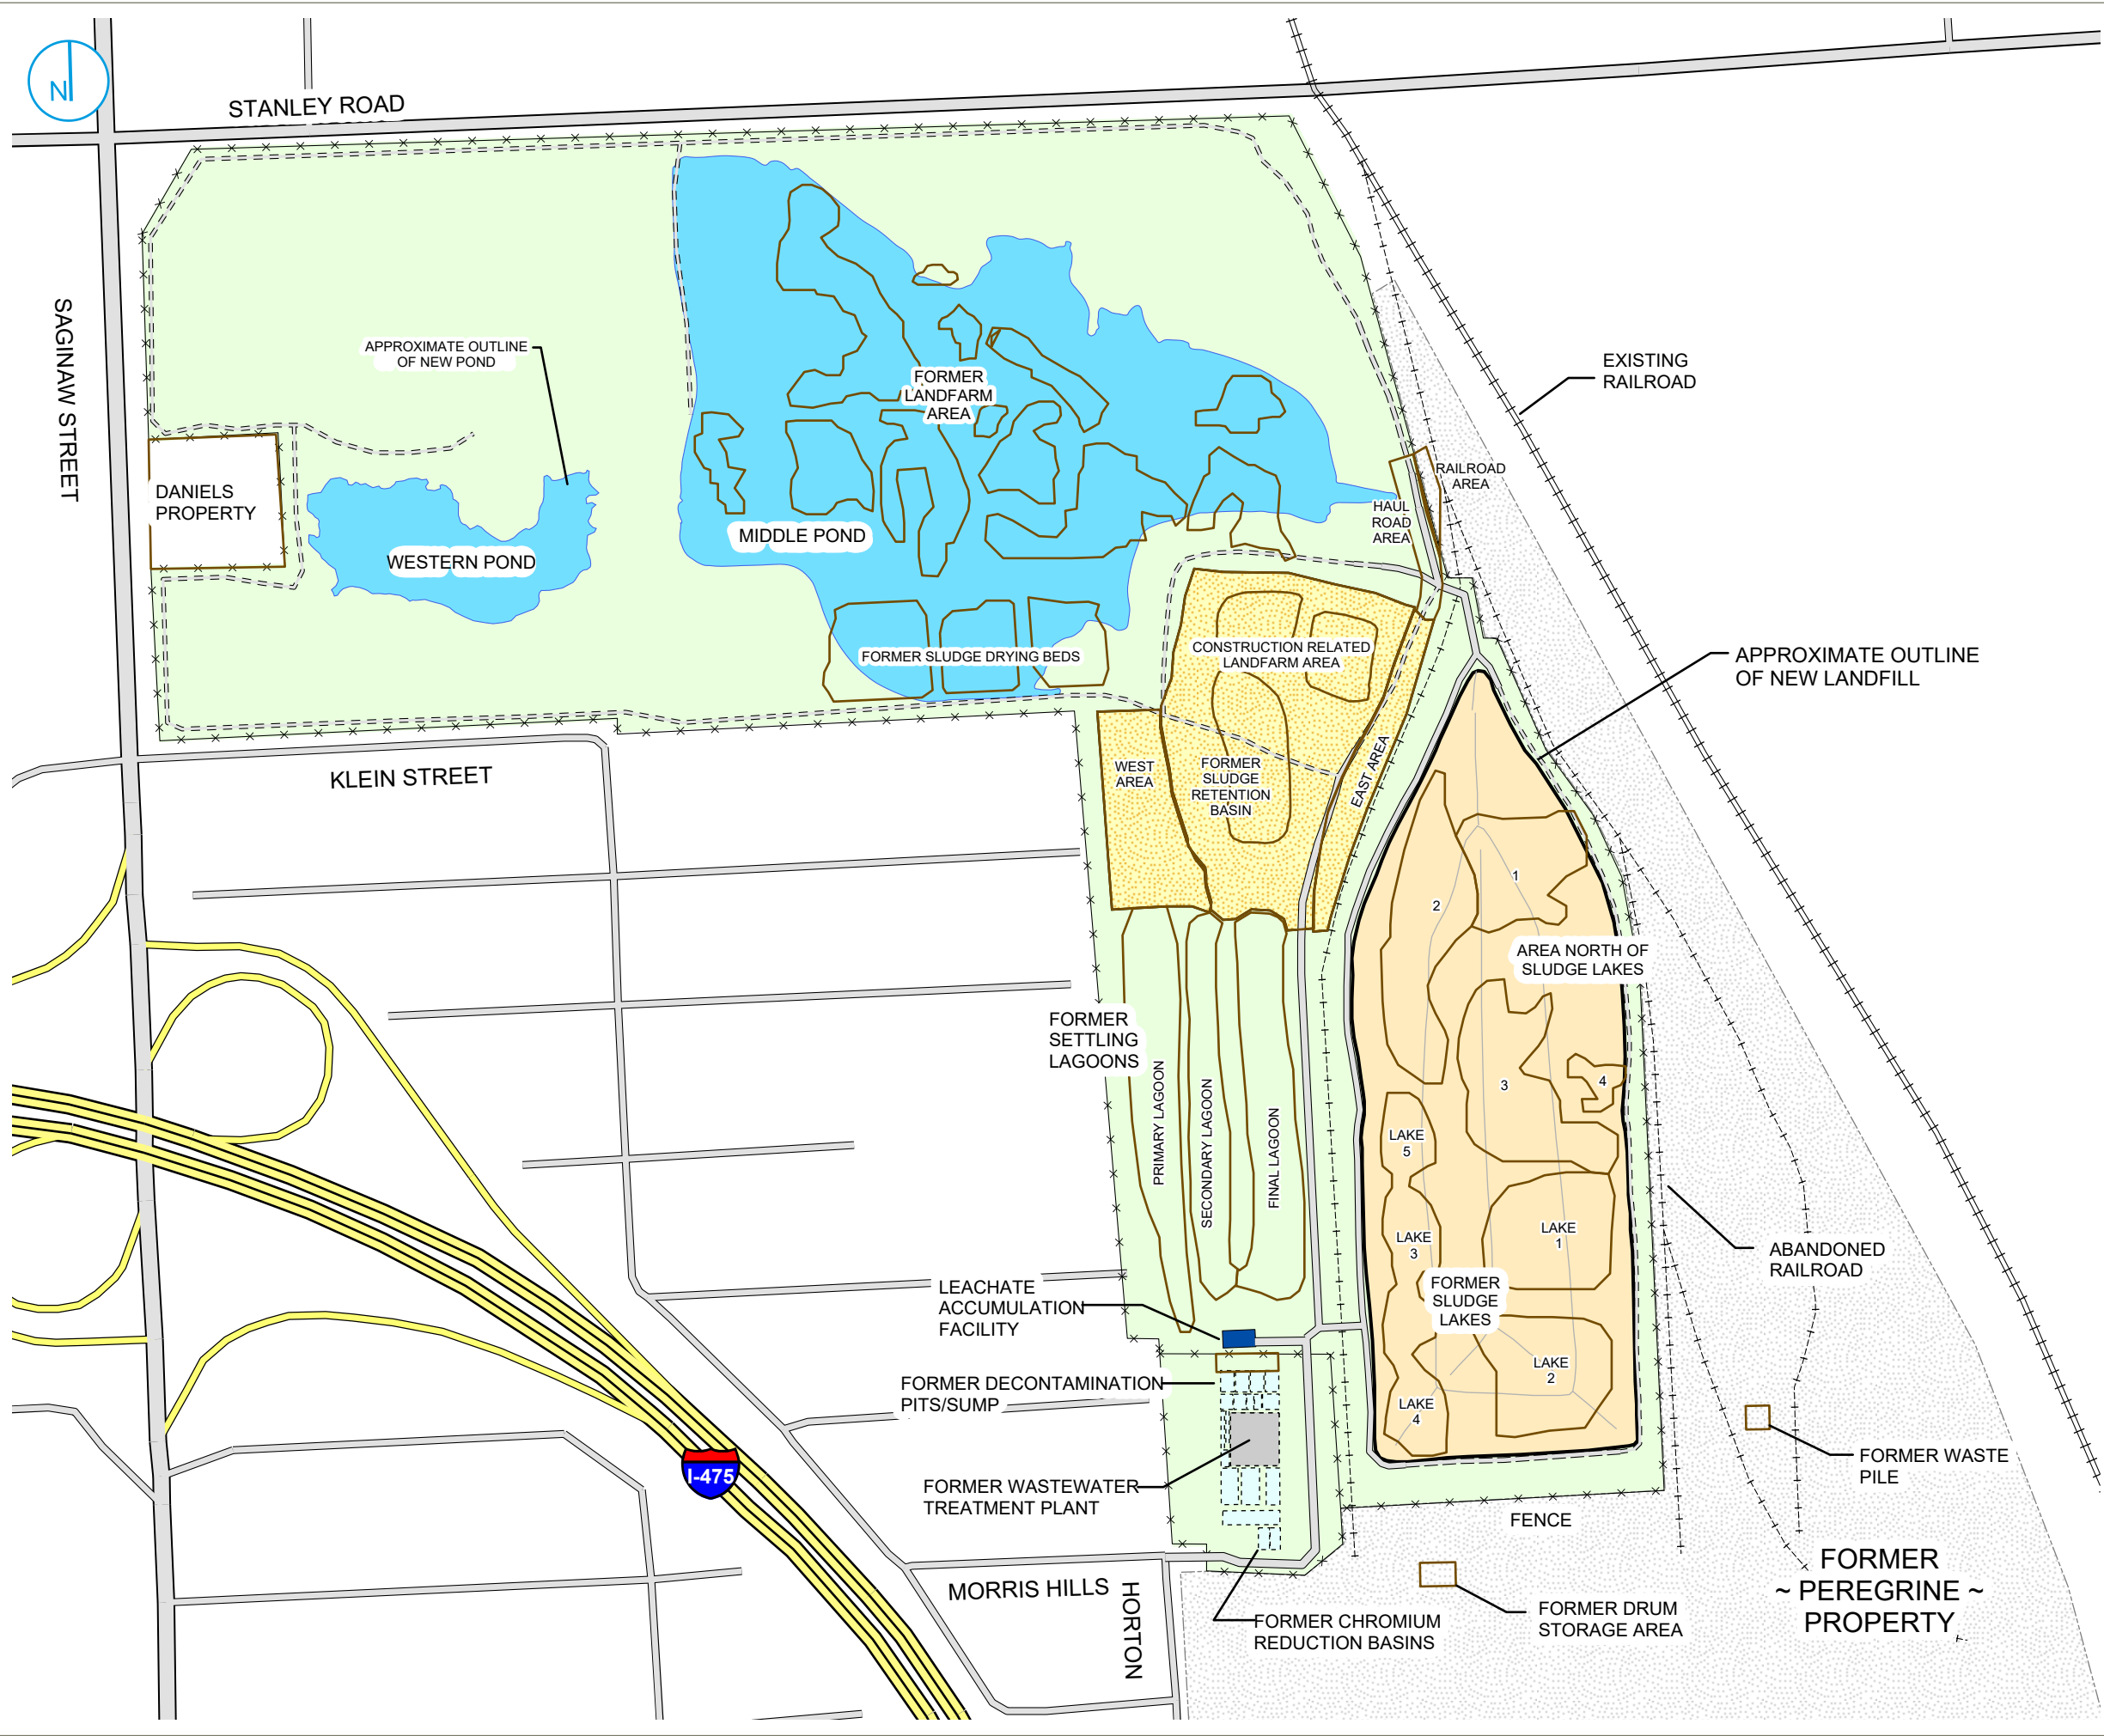 N
STANLEY ROAD
SAGINAW STREET
APPROXIMATE OUTLINE
OF NEW POND
FORMER
LANDFARM
AREA
EXISTING
RAILROAD
DANIELS
PROPERTY
WESTERN POND
MIDDLE POND
HAUL
ROAD
AREA
RAILROAD
AREA
FORMER SLUDGE DRYING BEDS
CONSTRUCTION RELATED
LANDFARM AREA
APPROXIMATE OUTLINE
OF NEW LANDFILL
KLEIN STREET
WEST
AREA
FORMER
SLUDGE
RETENTION
BASIN
EAST AREA
1
2
AREA NORTH OF
SLUDGE LAKES
3
4
FORMER
SETTLING
LAGOONS
PRIMARY LAGOON
SECONDARY LAGOON
FINAL LAGOON
LAKE
5
LAKE
3
LAKE
1
FORMER
SLUDGE
LAKES
LAKE
2
LAKE
4
ABANDONED
RAILROAD
LEACHATE
ACCUMULATION
FACILITY
FORMER DECONTAMINATION
PITS/SUMP
FORMER WASTEWATER
TREATMENT PLANT
I-475
FORMER WASTE
PILE
FENCE
FORMER
~ PEREGRINE ~
PROPERTY
MORRIS HILLS
HORTON
FORMER CHROMIUM
REDUCTION BASINS
FORMER DRUM
STORAGE AREA